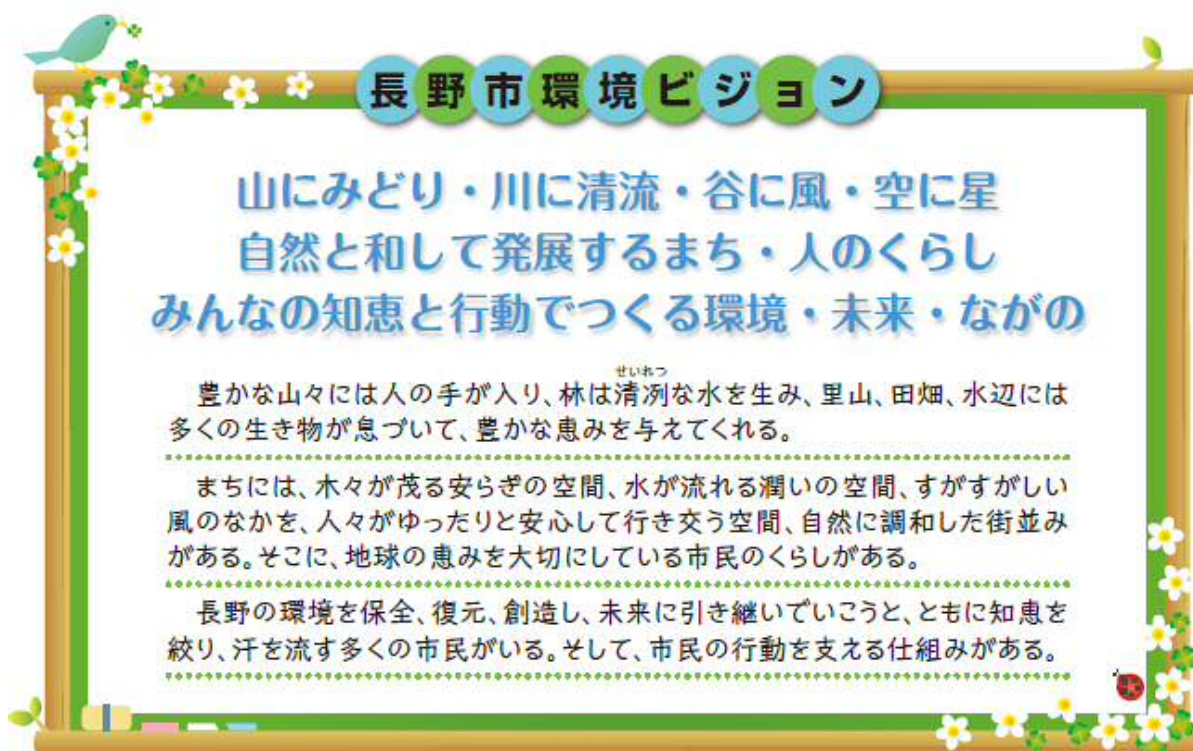 長野市環境ビジョン
山にみどり・川に清流・谷に風・空に星
自然と和して発展するまち・人のくらし
みんなの知恵と行動でつくる環境・未来・ながの
せいれつ
豊かな山々には人の手が入り、林は清冽な水を生み、里山、田畑、水辺には
多くの生き物が息づいて、豊かな恵みを与えてくれる。
まちには、木々が茂る安らぎの空間、水が流れる潤いの空間、すがすがしい
風のなかを、人々がゆったりと安心して行き交う空間、自然に調和した街並み
がある。そこに、地球の恵みを大切にしている市民のくらしがある。
長野の環境を保全、復元、創造し、未来に引き継いでいこうと、ともに知恵を
絞り、汗を流す多くの市民がいる。そして、市民の行動を支える仕組みがある。